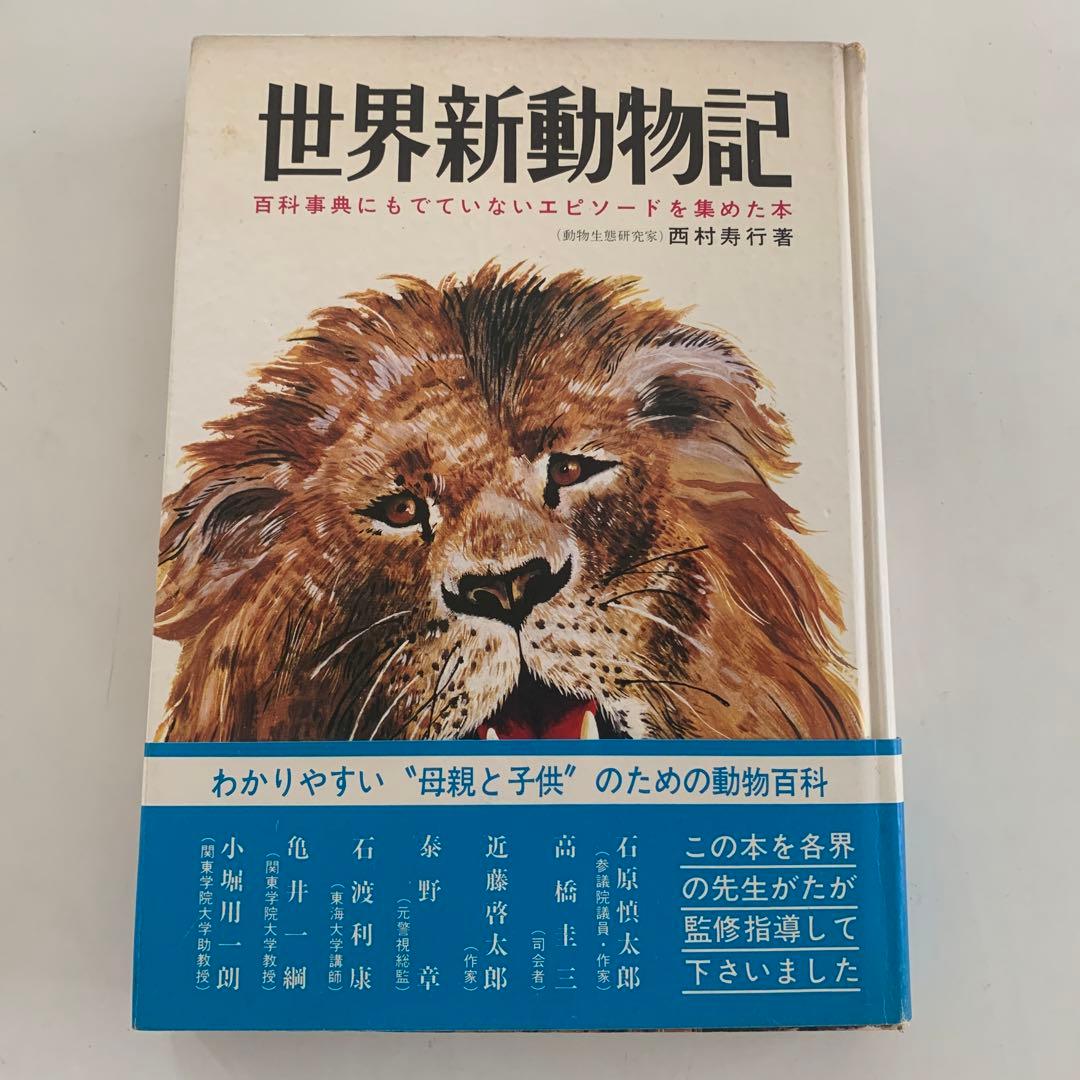 世界新動物記
百科事典にもでていないエピソードを集めた本
(動物生態研究家) 西村寿行著
わかりやすい〝母親と子供〟のための動物百科
この本を各界
の先生がたが
監修指導して
下さいました
石原慎太郎
(参議院議員・作家)
高橋圭三
(司会者)
近藤啓太郎
(作家)
泰野章
(元警視総監)
石渡利康
(東海大学講師)
亀井一綱
(関東学院大学教授)
小堀用一朗
(関東学院大学助教授)